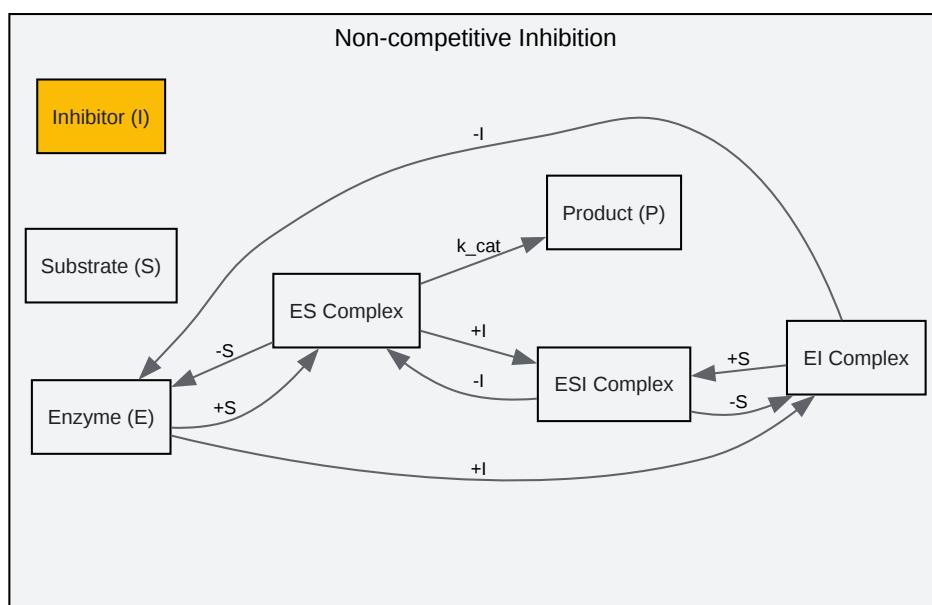 Non-competitive Inhibition
Inhibitor (I)
-I
Product (P)
k_cat
Substrate (S)
ES Complex
+I
-S
-I
ESI Complex
+S
EI Complex
-S
Enzyme (E)
+S
+I